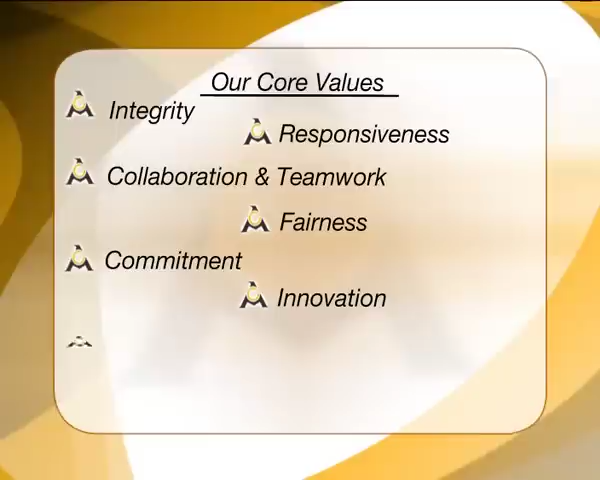 Our Core Values
Integrity
Responsiveness
Collaboration & Teamwork
Fairness
Commitment
Innovation